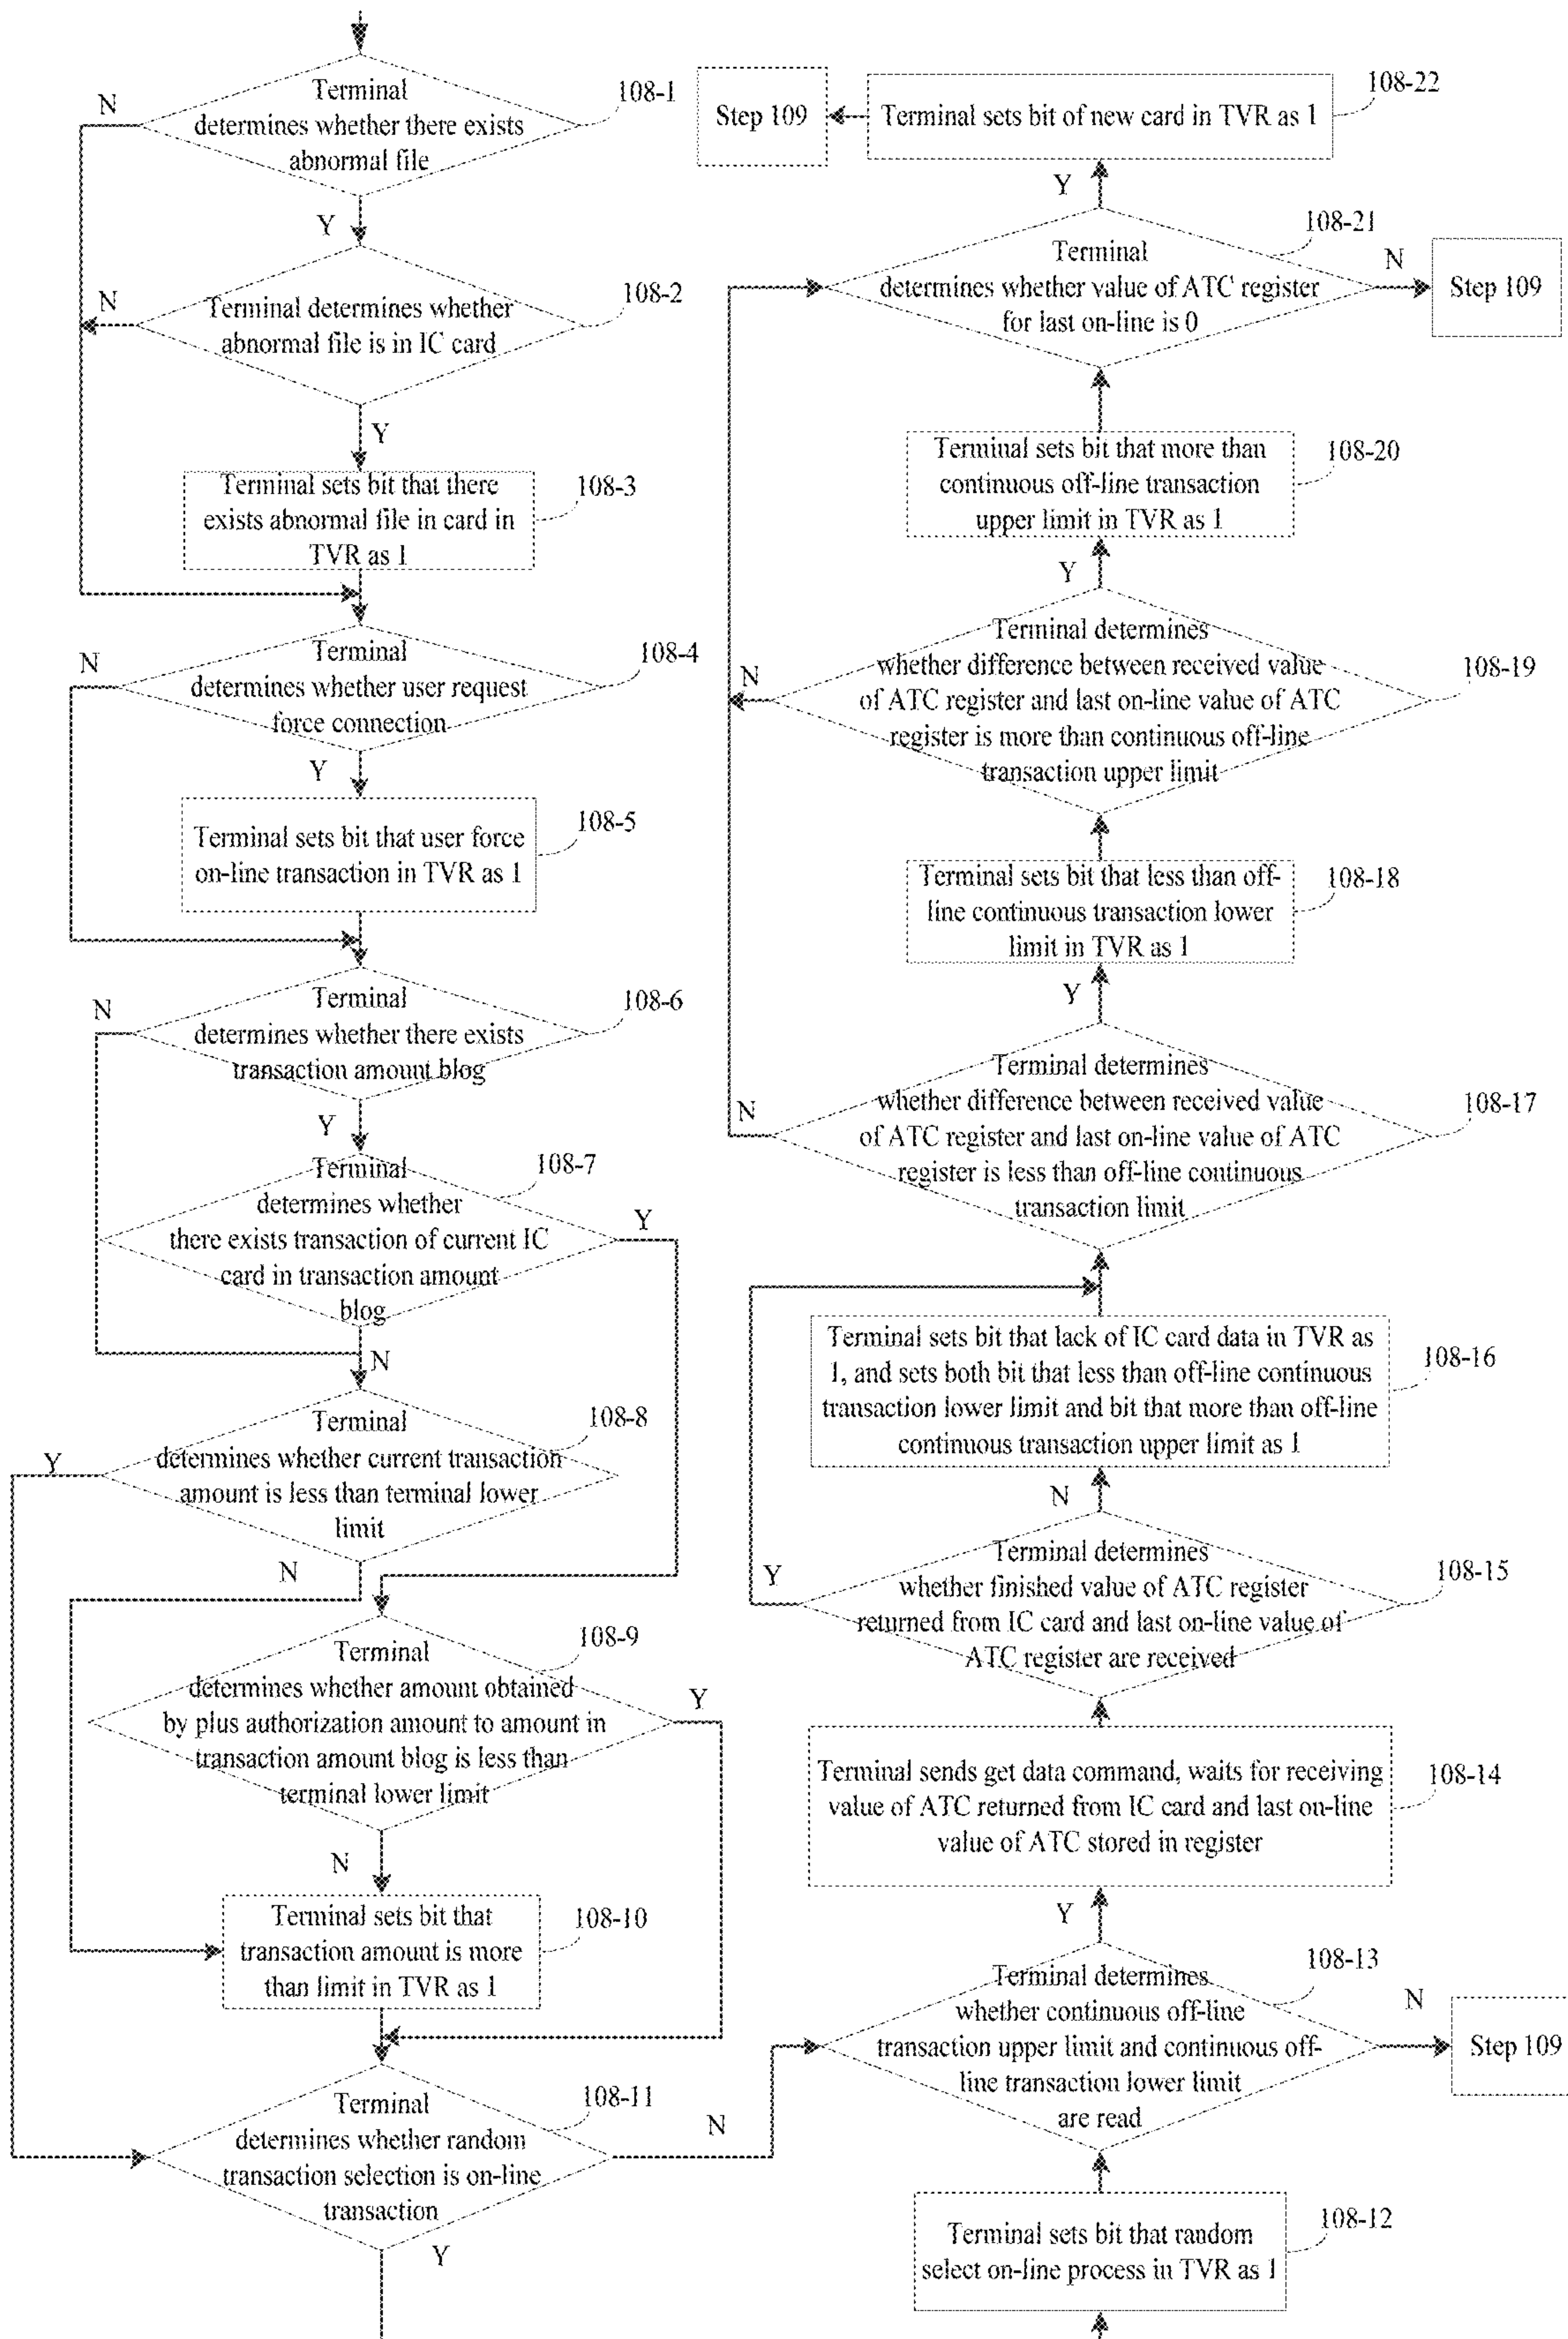 Terminal
determines whether there exists
abnormal file
108-1
N
Y
Terminal determines whether
abnormal file is in IC card
108-2
N
Y
Terminal sets bit that there
exists abnormal file in card in
TVR as 1
108-3
Terminal
determines whether user request
force connection
108-4
N
Y
Terminal sets bit that user force
on-line transaction in TVR as 1
108-5
Terminal
determines whether there exists
transaction amount blog
108-6
N
Y
Terminal
determines whether
there exists transaction of current IC
card in transaction amount
blog
108-7
Y
N
Terminal
determines whether current transaction
amount is less than terminal lower
limit
108-8
Y
N
Terminal
determines whether amount obtained
by plus authorization amount to amount in
transaction amount blog is less than
terminal lower limit
108-9
Y
N
Terminal sets bit that
transaction amount is more
than limit in TVR as 1
108-10
Terminal
determines whether random
transaction selection is on-line
transaction
108-11
N
Y
Terminal sets bit that random
select on-line process in TVR as 1
108-12
Terminal determines
whether continuous off-line
transaction upper limit and continuous off-
line transaction lower limit
are read
108-13
N
Step 109
Y
Terminal sends get data command, waits for receiving
value of ATC returned from IC card and last on-line
value of ATC stored in register
108-14
Terminal determines
whether finished value of ATC register
returned from IC card and last on-line value of
ATC register are received
108-15
Y
N
Terminal sets bit that lack of IC card data in TVR as
1, and sets both bit that less than off-line continuous
transaction lower limit and bit that more than off-line
continuous transaction upper limit as 1
108-16
Terminal determines
whether difference between received value
of ATC register and last on-line value of ATC
register is less than off-line continuous
transaction limit
108-17
N
Y
Terminal sets bit that less than off-
line continuous transaction lower
limit in TVR as 1
108-18
Terminal determines
whether difference between received value
of ATC register and last on-line value of ATC
register is more than continuous off-line
transaction upper limit
108-19
N
Y
Terminal sets bit that more than
continuous off-line transaction
upper limit in TVR as 1
108-20
Terminal
determines whether value of ATC register
for last on-line is 0
108-21
N
Step 109
Y
Terminal sets bit of new card in TVR as 1
108-22
Step 109